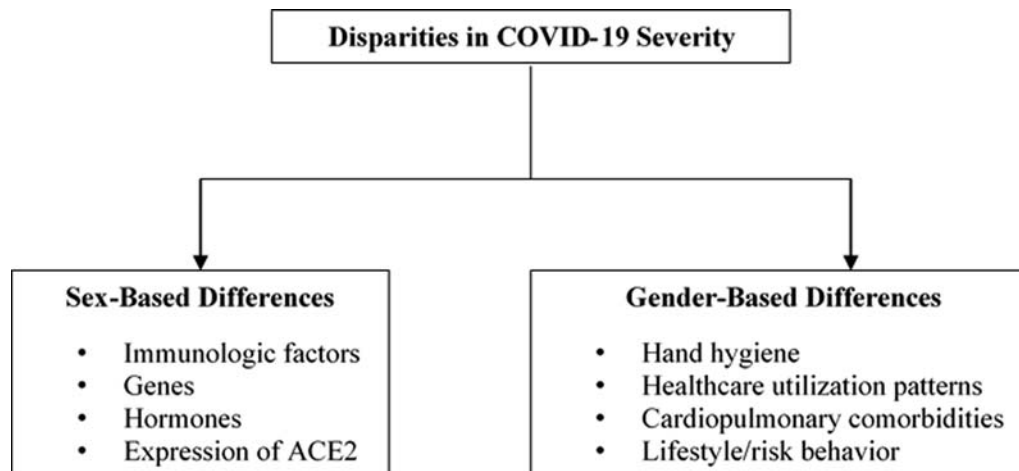 Disparities in COVID-19 Severity
Sex-Based Differences
• Immunologic factors
• Genes
• Hormones
• Expression of ACE2
Gender-Based Differences
• Hand hygiene
• Healthcare utilization patterns
• Cardiopulmonary comorbidities
• Lifestyle/risk behavior